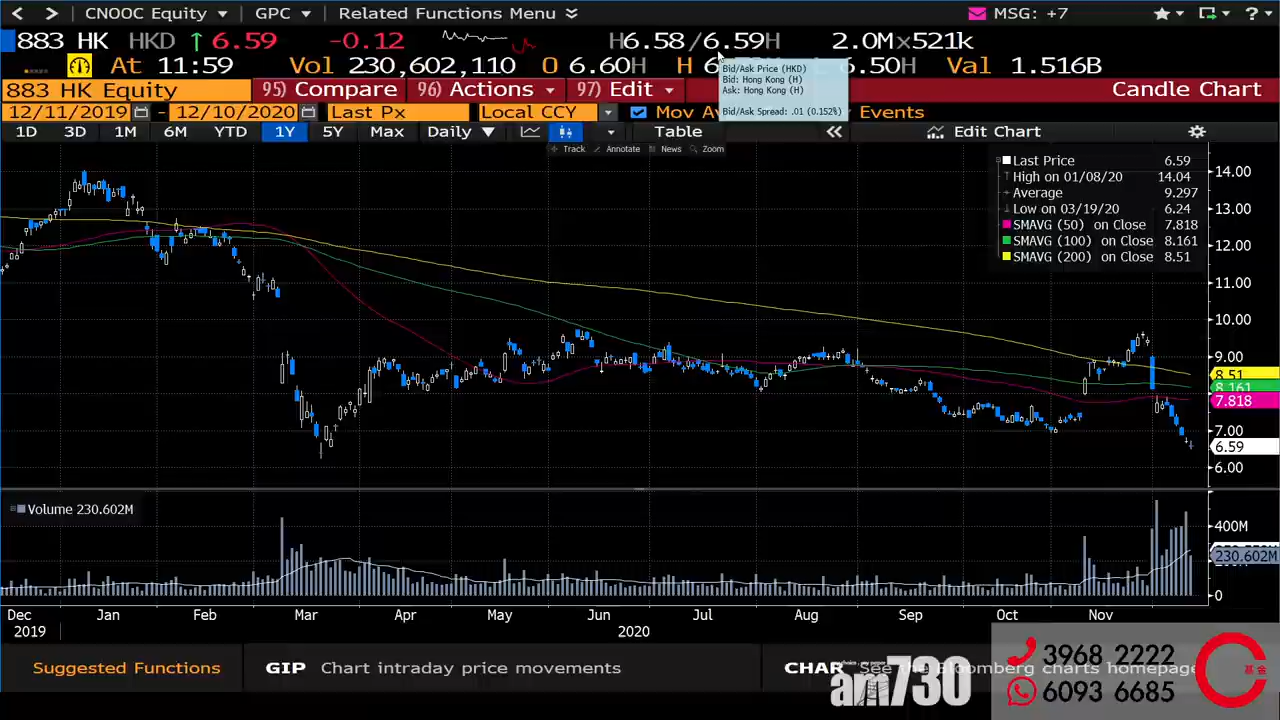 < > CNOOC Equity GPC Related Functions Menu MSG: +7 ?
883 HK HKD ↑ 6.59 -0.12 H6.58/6.59H 2.0M×521k
At 11:59 Vol 230,602,110 O 6.60H H 6. 6.50H Val 1.516B
Bid/Ask Price (HKD)
Bid: Hong Kong (H)
Ask: Hong Kong (H)
Bid/Ask Spread: .01 (0.152%)
883 HK Equity 95) Compare 96) Actions 97) Edit Candle Chart
12/11/2019 - 12/10/2020 Last Px Local CCY Mov Events
1D 3D 1M 6M YTD 1Y 5Y Max Daily ▼ Table « Edit Chart
Track Annotate News Zoom
Last Price 6.59
High on 01/08/20 14.04
Average 9.297
Low on 03/19/20 6.24
SMAVG (50) on Close 7.818
SMAVG (100) on Close 8.161
SMAVG (200) on Close 8.51
14.00
13.00
12.00
11.00
10.00
9.00
8.51
8.161
7.818
7.00
6.59
6.00
Volume 230.602M
400M
230.602M
0
Dec Jan Feb Mar Apr May Jun Jul Aug Sep Oct Nov
2019 2020
Suggested Functions GIP Chart intraday price movements CHAR See the Bloomberg charts homepage
am730
3968 2222
6093 6685
基金